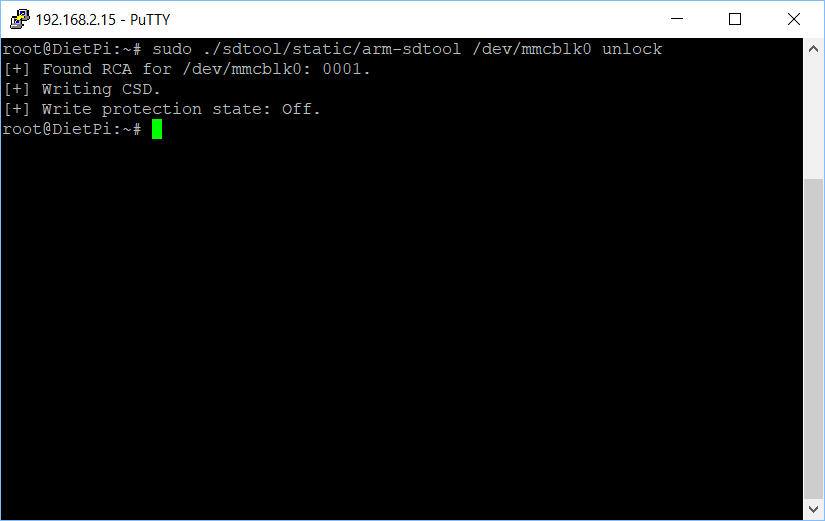 192.168.2.15 - PuTTY
root@DietPi:~# sudo ./sdtool/static/arm-sdtool /dev/mmcblk0 unlock
[+] Found RCA for /dev/mmcblk0: 0001.
[+] Writing CSD.
[+] Write protection state: Off.
root@DietPi:~#